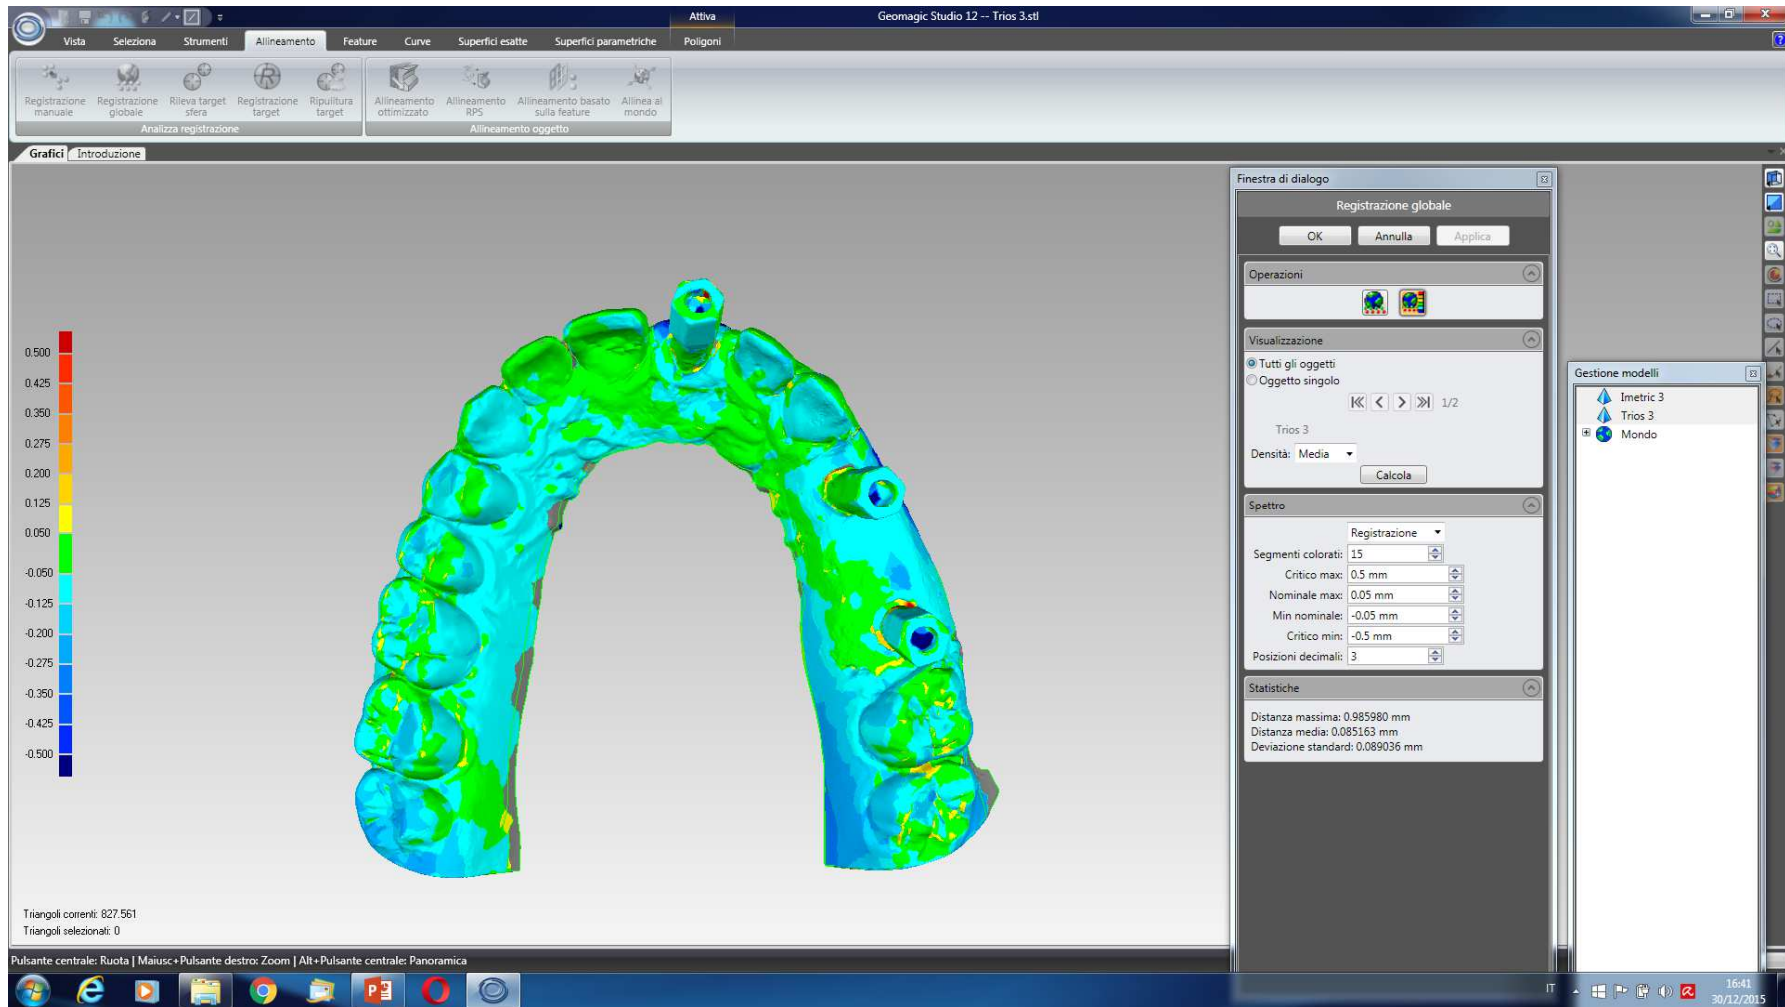 Attiva
Geomagic Studio 12 -- Trios 3.stl
Vista Seleziona Strumenti Allineamento Feature Curve Superfici esatte Superfici parametriche Poligoni
Registrazione manuale
Registrazione globale
Rileva target sfera
Registrazione target
Ripulitura target
Allineamento ottimizzato
Allineamento RPS
Allineamento basato sulla feature
Allinea al mondo
Analizza registrazione
Allineamento oggetto
Grafici Introduzione
0.500
0.425
0.350
0.275
0.200
0.125
0.050
-0.050
-0.125
-0.200
-0.275
-0.350
-0.425
-0.500
Triangoli correnti: 827.561
Triangoli selezionati: 0
Finestra di dialogo
Registrazione globale
OK Annulla Applica
Operazioni
Visualizzazione
Tutti gli oggetti
Oggetto singolo
1/2
Trios 3
Densità: Media
Calcola
Spettro
Registrazione
Segmenti colorati: 15
Critico max: 0.5 mm
Nominale max: 0.05 mm
Min nominale: -0.05 mm
Critico min: -0.5 mm
Posizioni decimali: 3
Statistiche
Distanza massima: 0.985980 mm
Distanza media: 0.085163 mm
Deviazione standard: 0.089036 mm
Gestione modelli
Imetric 3
Trios 3
Mondo
Pulsante centrale: Ruota | Maiusc+Pulsante destro: Zoom | Alt+Pulsante centrale: Panoramica
IT
16:41
30/12/2015